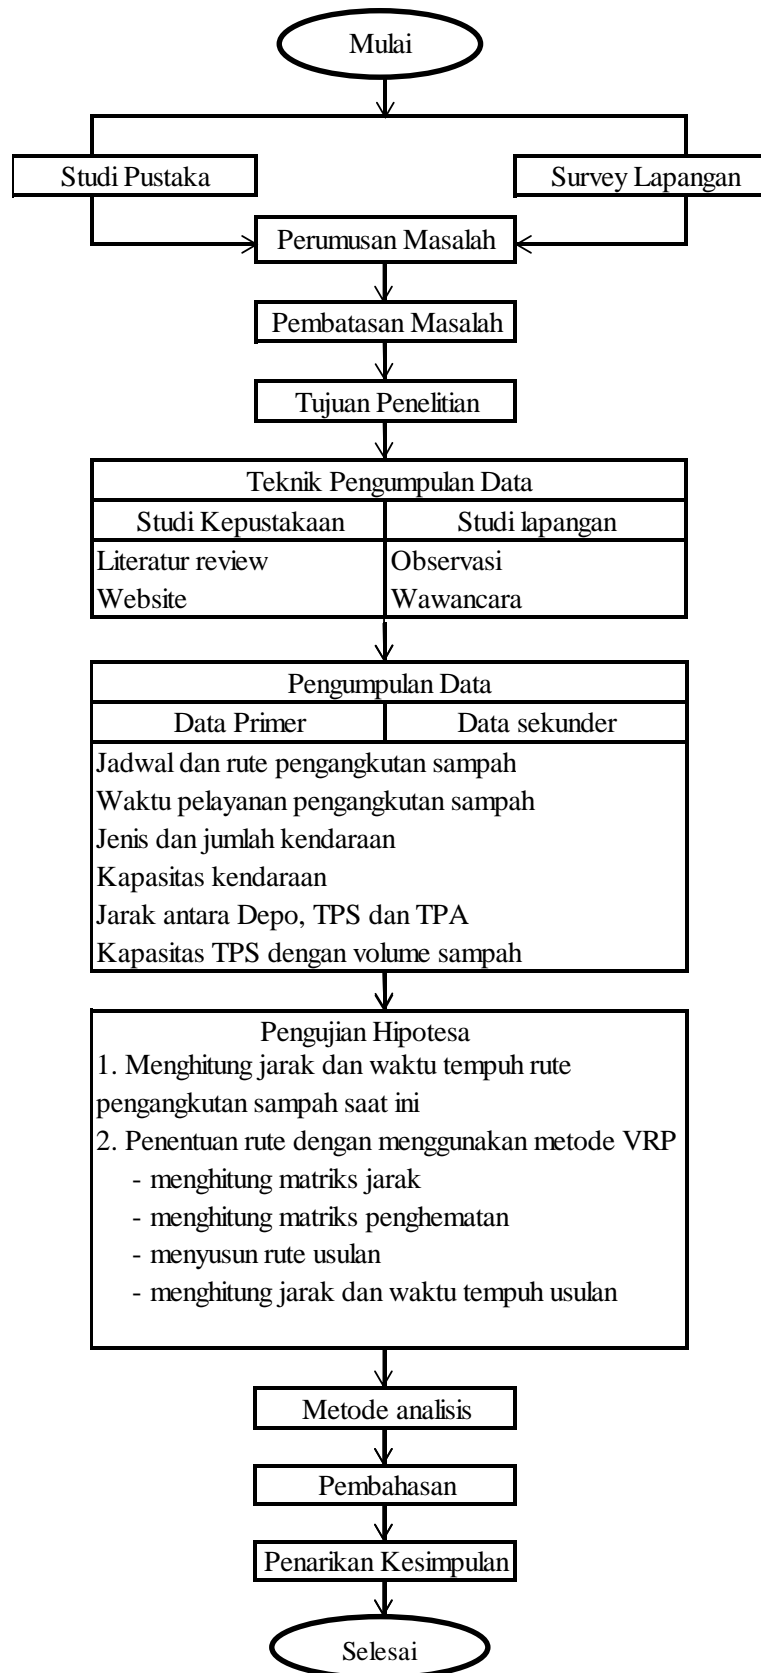 Mulai
Studi Pustaka
Survey Lapangan
Perumusan Masalah
Pembatasan Masalah
Tujuan Penelitian
Teknik Pengumpulan Data
Studi Kepustakaan
Studi lapangan
Literatur review
Observasi
Website
Wawancara
Pengumpulan Data
Data Primer
Data sekunder
Jadwal dan rute pengangkutan sampah
Waktu pelayanan pengangkutan sampah
Jenis dan jumlah kendaraan
Kapasitas kendaraan
Jarak antara Depo, TPS dan TPA
Kapasitas TPS dengan volume sampah
Pengujian Hipotesa
1. Menghitung jarak dan waktu tempuh rute
pengangkutan sampah saat ini
2. Penentuan rute dengan menggunakan metode VRP
- menghitung matriks jarak
- menghitung matriks penghematan
- menyusun rute usulan
- menghitung jarak dan waktu tempuh usulan
Metode analisis
Pembahasan
Penarikan Kesimpulan
Selesai